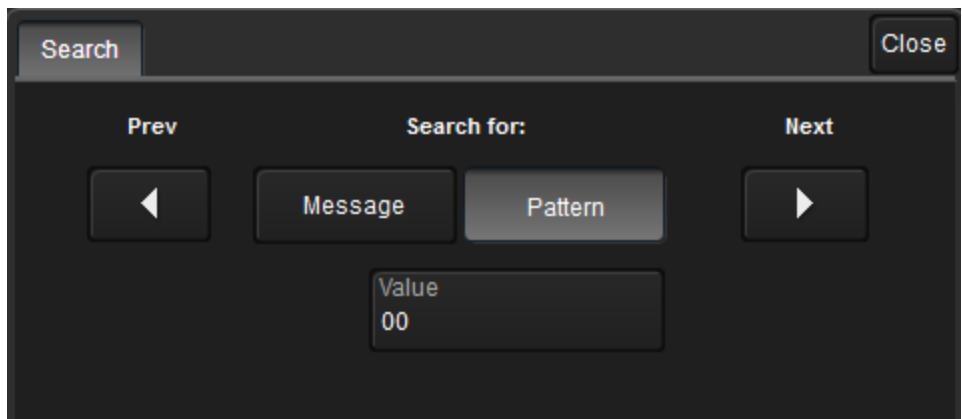 Search
Close
Prev
Search for:
Next
Message
Pattern
Value
00